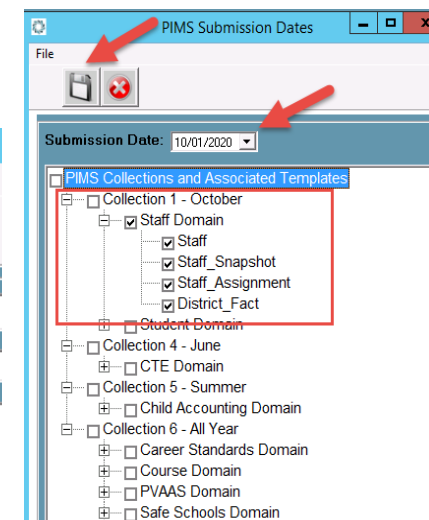 PIMS Submission Dates
File
Submission Date: 10/01/2020
PIMS Collections and Associated Templates
Collection 1 - October
Staff Domain
Staff
Staff_Snapshot
Staff_Assignment
District_Fact
Student Domain
Collection 4 - June
CTE Domain
Collection 5 - Summer
Child Accounting Domain
Collection 6 - All Year
Career Standards Domain
Course Domain
PVAAS Domain
Safe Schools Domain